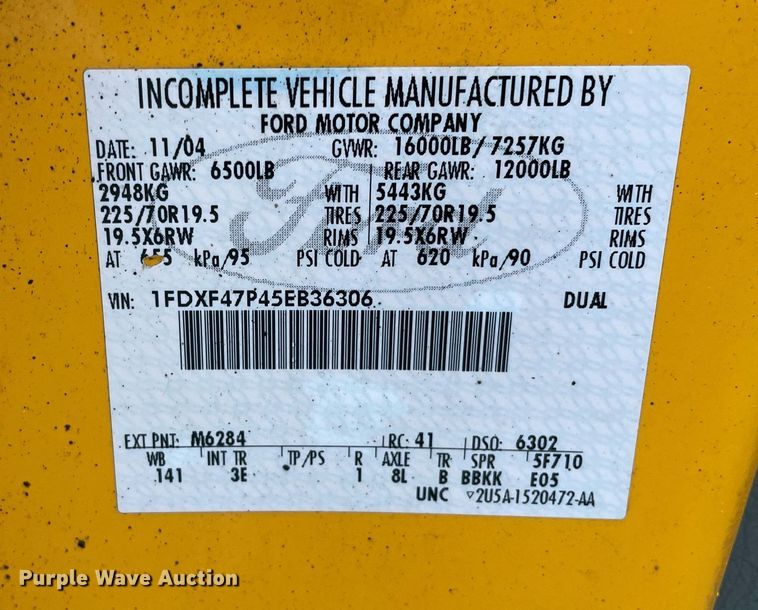 INCOMPLETE VEHICLE MANUFACTURED BY
FORD MOTOR COMPANY
DATE: 11/04 GVWR: 16000LB/ 7257KG
FRONT GAWR: 6500LB REAR GAWR: 12000LB
2948KG WITH 5443KG WITH
225/70R19.5 TIRES 225/70R19.5 TIRES
19.5X6RW RIMS 19.5X6RW RIMS
AT 655 kPa/95 PSI COLD AT 620 kPa/90 PSI COLD
VIN: 1FDXF47P45EB36306 DUAL
EXT PNT: M6284 RC: 41 DSO: 6302
WB INT TR TP/PS R AXLE TR SPR 5F710
141 3E 1 8L B BBKK E05
UNC ▽2U5A-1520472-AA
Ford
Purple Wave Auction